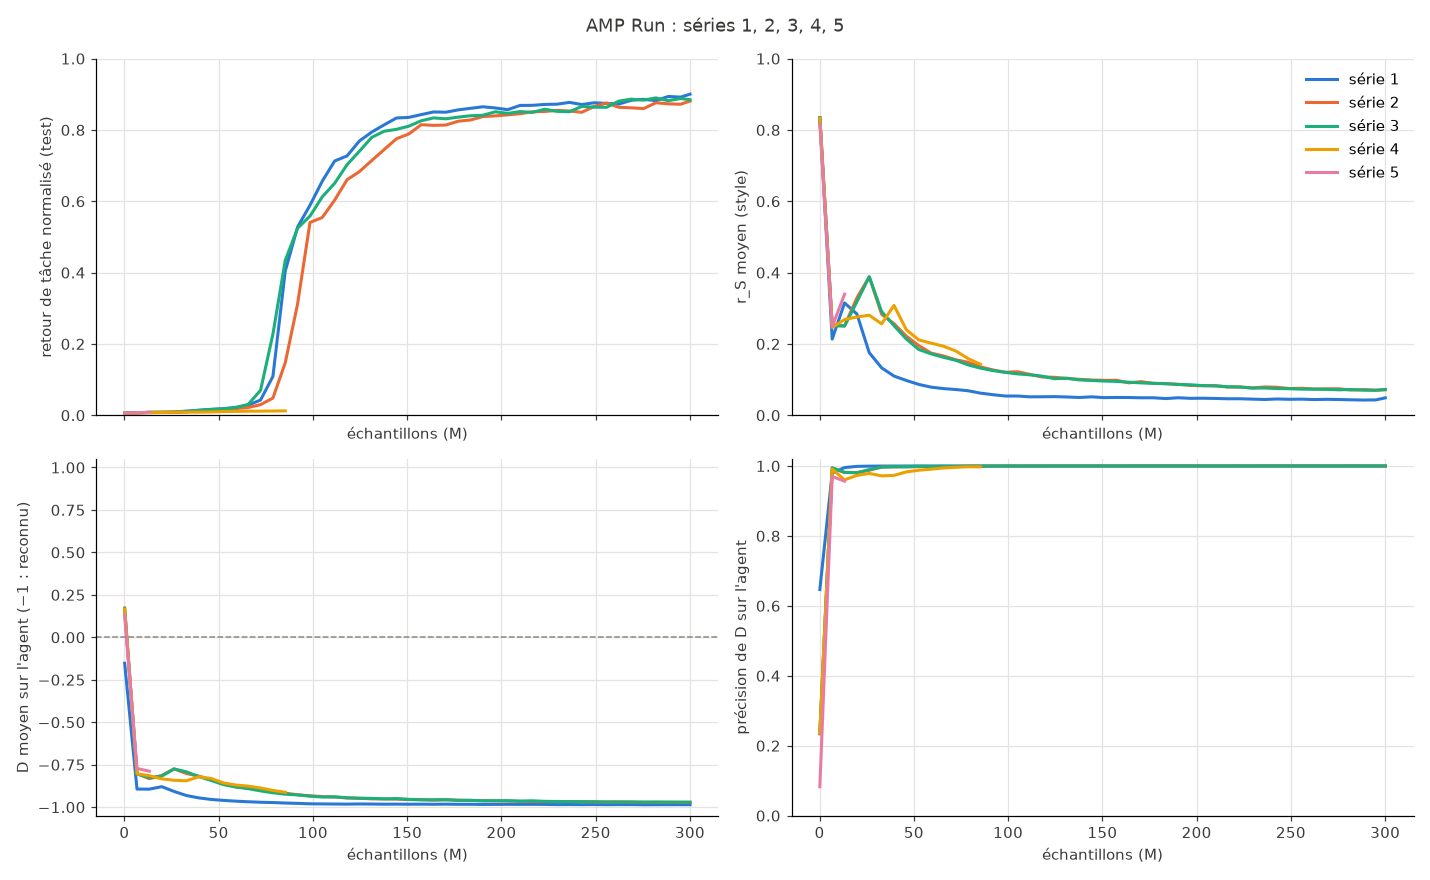 AMP Run : séries 1, 2, 3, 4, 5
retour de tâche normalisé (test)
1.0
0.8
0.6
0.4
0.2
0.0
échantillons (M)
r_S moyen (style)
1.0
0.8
0.6
0.4
0.2
0.0
échantillons (M)
série 1
série 2
série 3
série 4
série 5
D moyen sur l'agent (−1 : reconnu)
1.00
0.75
0.50
0.25
0.00
−0.25
−0.50
−0.75
−1.00
0 50 100 150 200 250 300
échantillons (M)
précision de D sur l'agent
1.0
0.8
0.6
0.4
0.2
0.0
0 50 100 150 200 250 300
échantillons (M)